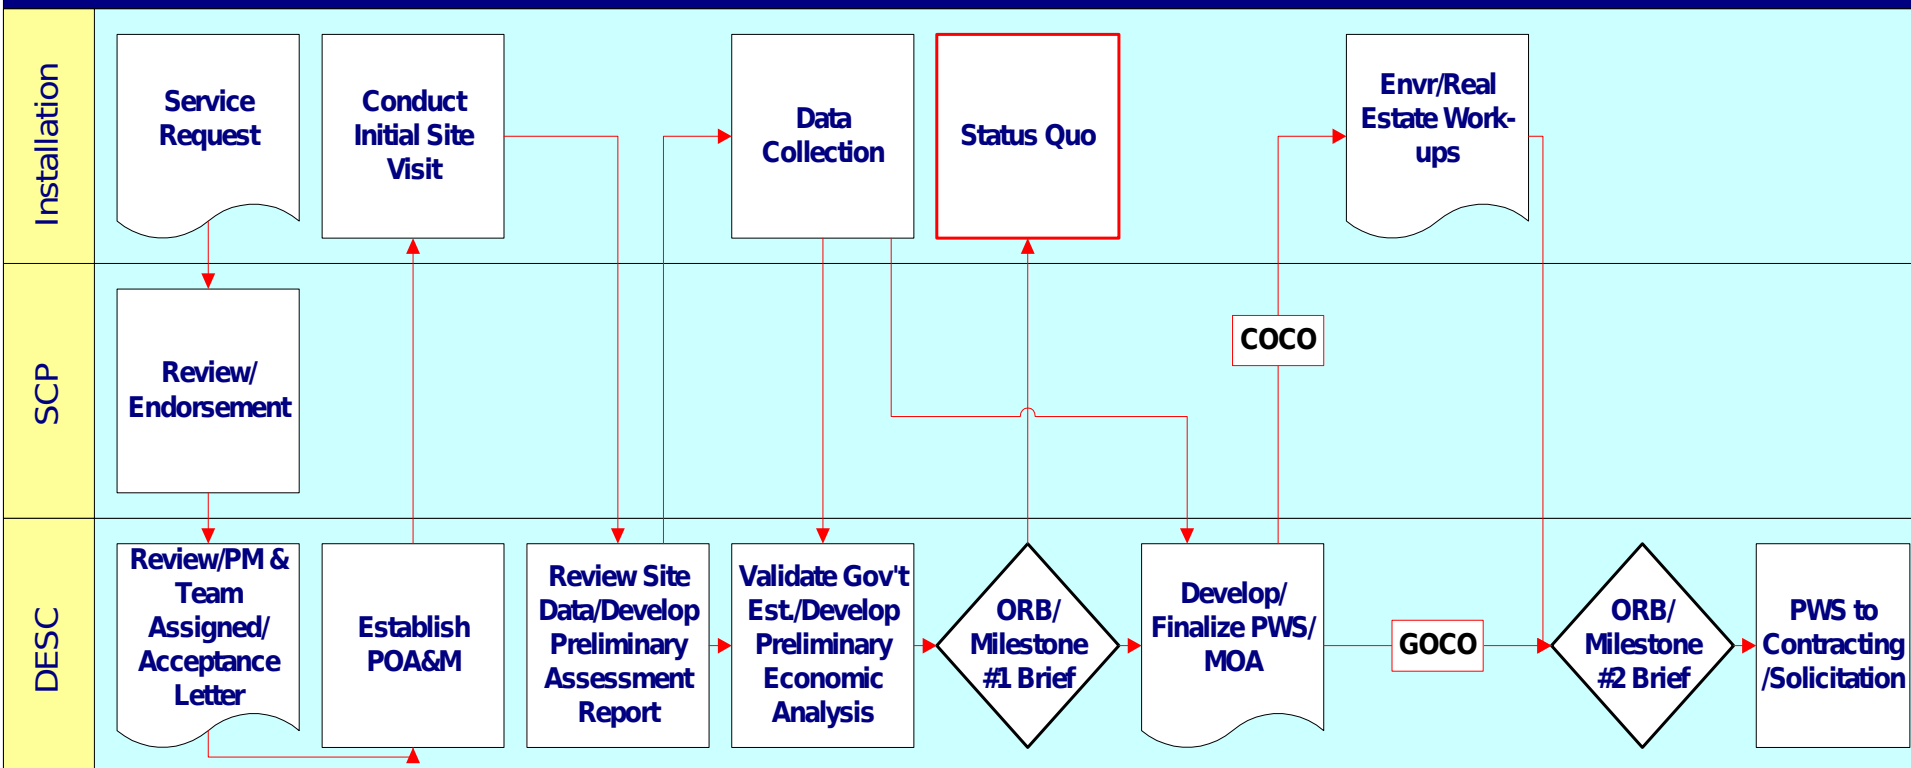 Installation
Service
Request
Conduct
Initial Site
Visit
Data
Collection
Status Quo
Envr/Real
Estate Work-
ups
SCP
Review/
Endorsement
COCO
DESC
Review/PM &
Team
Assigned/
Acceptance
Letter
Establish
POA&M
Review Site
Data/Develop
Preliminary
Assessment
Report
Validate Gov't
Est./Develop
Preliminary
Economic
Analysis
ORB/
Milestone
#1 Brief
Develop/
Finalize PWS/
MOA
GOCO
ORB/
Milestone
#2 Brief
PWS to
Contracting
/Solicitation